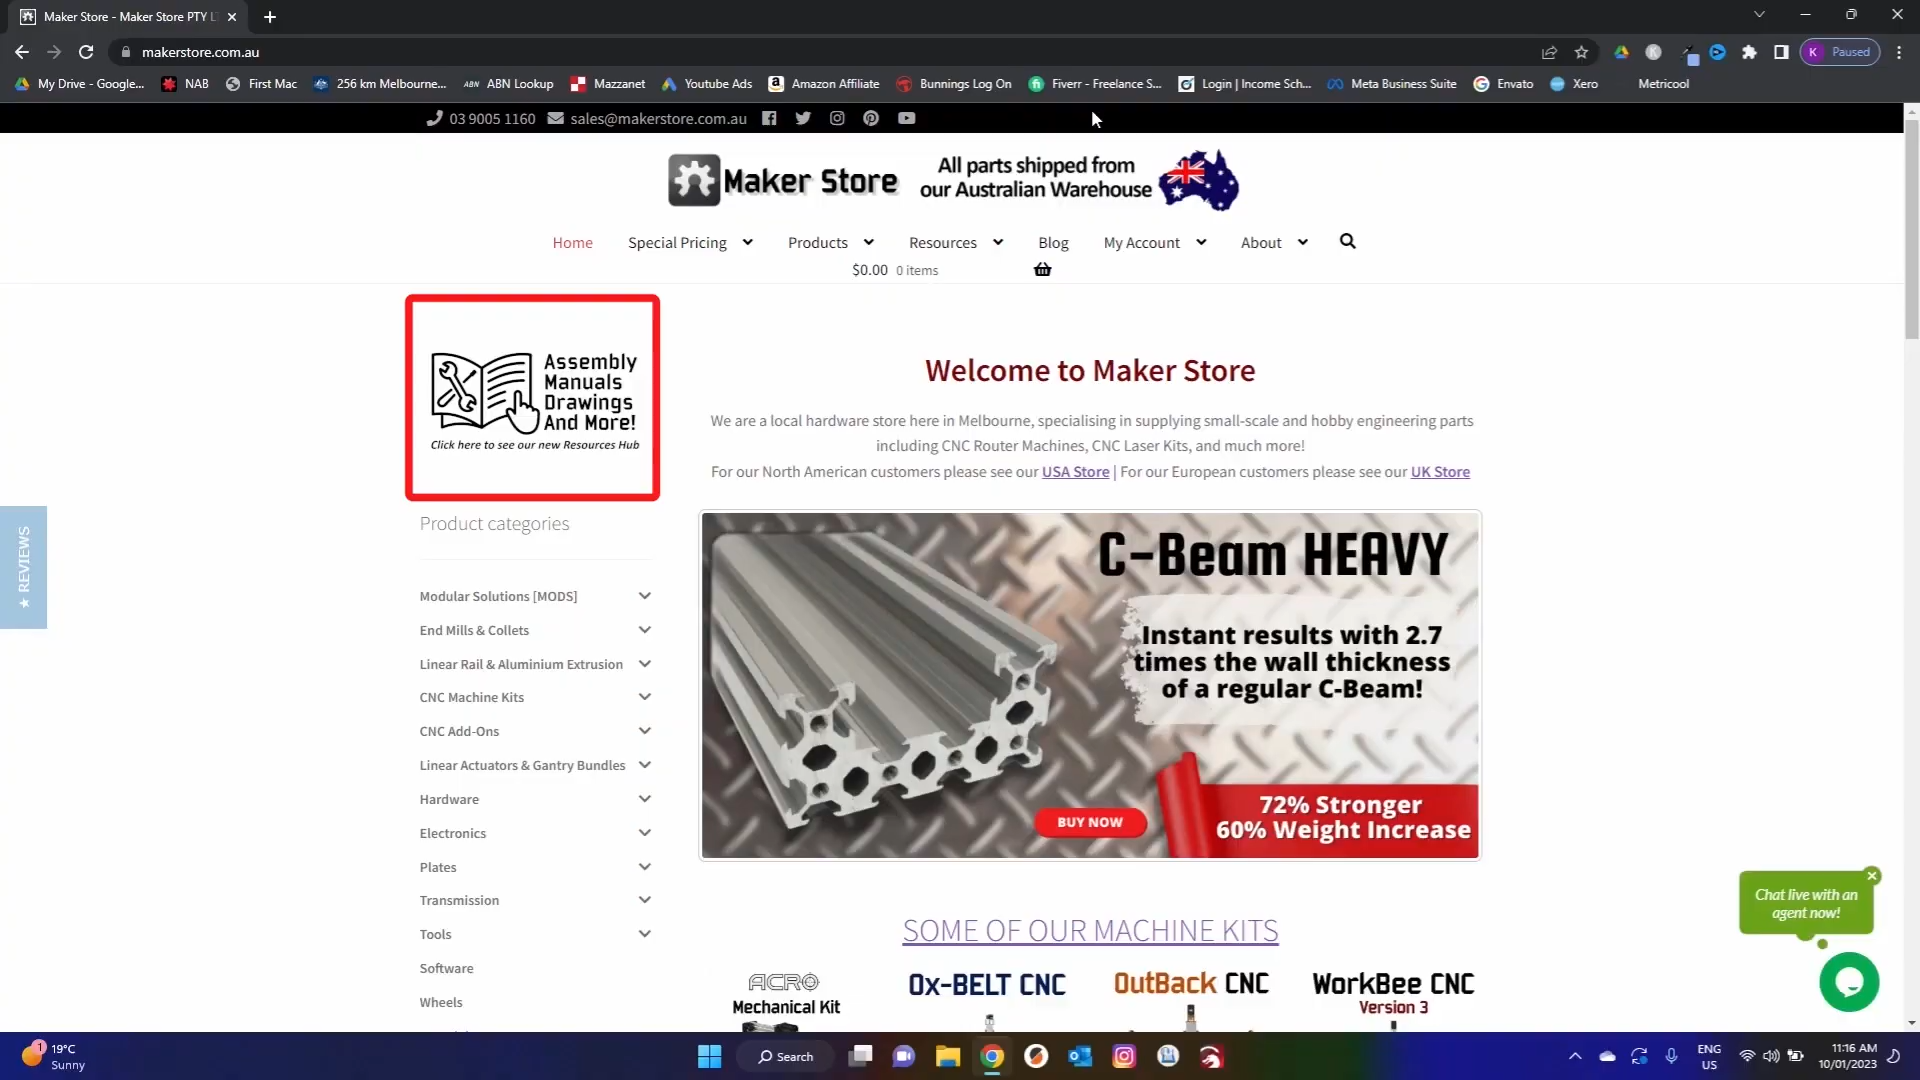 Maker Store - Maker Store PTY L
makerstore.com.au
K Paused
My Drive - Google... NAB First Mac 256 km Melbourne... ABN ABN Lookup Mazzanet Youtube Ads Amazon Affiliate Bunnings Log On Fiverr - Freelance S... Login | Income Sch... Meta Business Suite Envato Xero Metricool
03 9005 1160 sales@makerstore.com.au
Maker Store
All parts shipped from
our Australian Warehouse
Home Special Pricing Products Resources Blog My Account About
$0.00 0 items
Assembly
Manuals
Drawings
And More!
Click here to see our new Resources Hub
Welcome to Maker Store
We are a local hardware store here in Melbourne, specialising in supplying small-scale and hobby engineering parts
including CNC Router Machines, CNC Laser Kits, and much more!
For our North American customers please see our USA Store | For our European customers please see our UK Store
★ REVIEWS
Product categories
Modular Solutions [MODS]
End Mills & Collets
Linear Rail & Aluminium Extrusion
CNC Machine Kits
CNC Add-Ons
Linear Actuators & Gantry Bundles
Hardware
Electronics
Plates
Transmission
Tools
Software
Wheels
C-Beam HEAVY
Instant results with 2.7
times the wall thickness
of a regular C-Beam!
BUY NOW
72% Stronger
60% Weight Increase
SOME OF OUR MACHINE KITS
ACRO
Mechanical Kit
Ox-BELT CNC
OutBack CNC
WorkBee CNC
Version 3
Chat live with an
agent now!
1
19°C
Sunny
Search
ENG
US
11:16 AM
10/01/2023